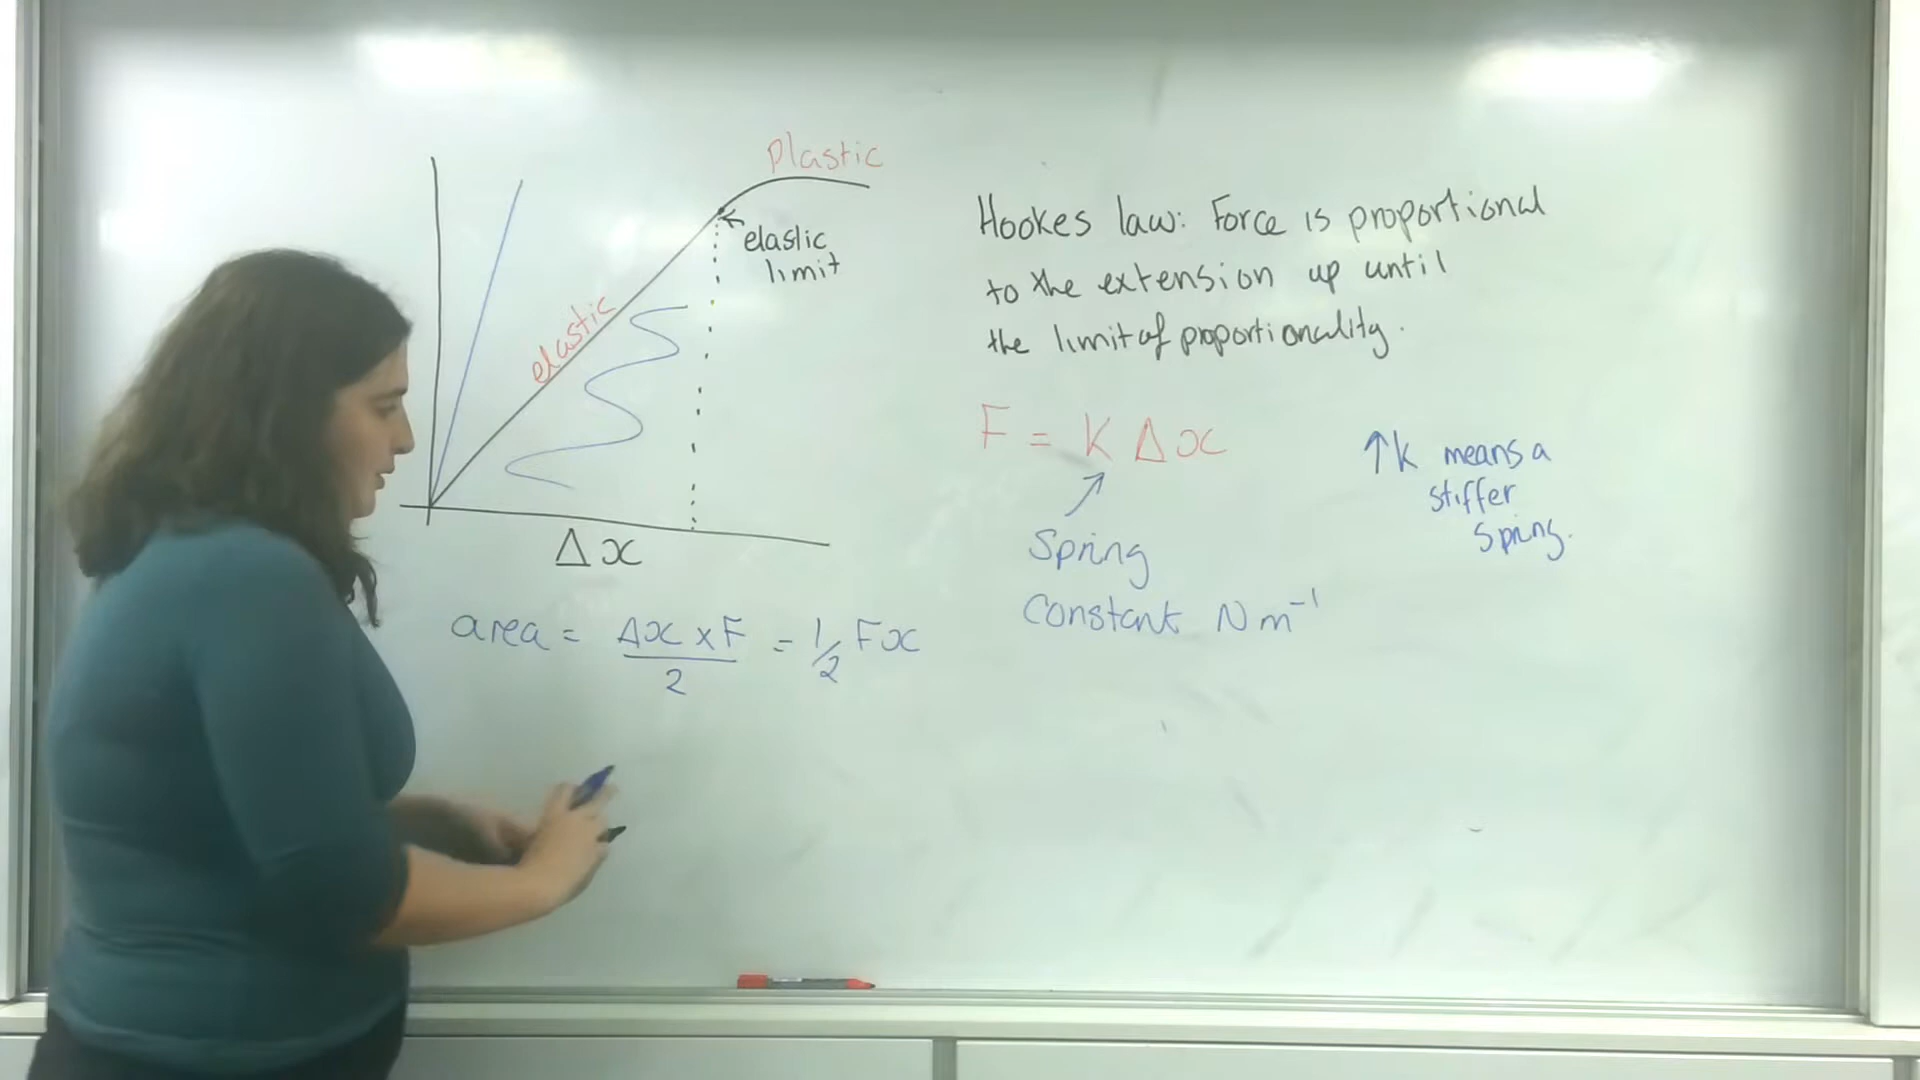 Plastic
elastic
limit
elastic
Δx
area = Δx x F / 2 = 1/2 Fx
Hookes law: Force is proportional
to the extension up until
the limit of proportionality.
F = K Δx
Spring
Constant Nm⁻¹
↑k means a
stiffer
Spring.